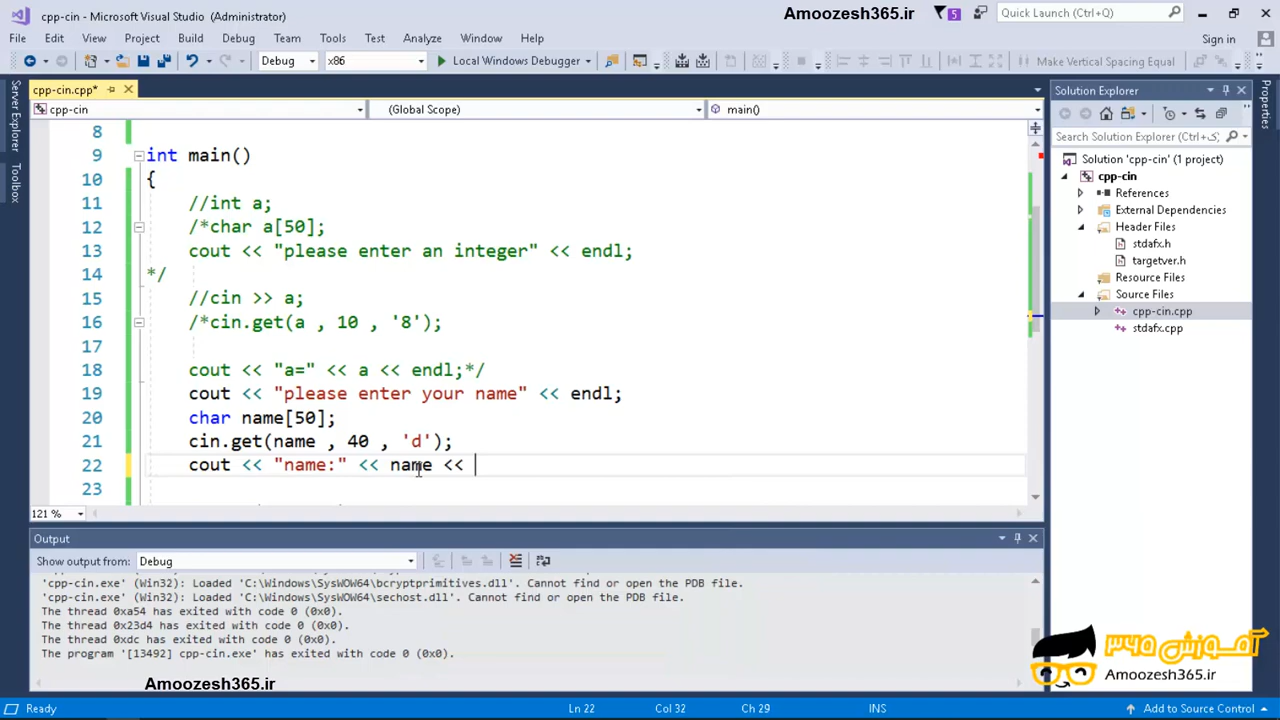 cpp-cin - Microsoft Visual Studio (Administrator)
Amoozesh365.ir
5
Quick Launch (Ctrl+Q)
File Edit View Project Build Debug Team Tools Test Analyze Window Help
Sign in
Debug x86 Local Windows Debugger Make Vertical Spacing Equal
Server Explorer
Toolbox
cpp-cin.cpp*
cpp-cin (Global Scope) main()
8
9 int main()
10 {
11 //int a;
12 /*char a[50];
13 cout << "please enter an integer" << endl;
14 */
15 //cin >> a;
16 /*cin.get(a , 10 , '8');
17
18 cout << "a=" << a << endl;*/
19 cout << "please enter your name" << endl;
20 char name[50];
21 cin.get(name , 40 , 'd');
22 cout << "name:" << name <<
23
121 %
Solution Explorer
Search Solution Explorer (Ctrl+ک)
Solution 'cpp-cin' (1 project)
cpp-cin
References
External Dependencies
Header Files
stdafx.h
targetver.h
Resource Files
Source Files
cpp-cin.cpp
stdafx.cpp
Properties
Output
Show output from: Debug
'cpp-cin.exe' (Win32): Loaded 'C:\Windows\SysWOW64\bcryptprimitives.dll'. Cannot find or open the PDB file.
'cpp-cin.exe' (Win32): Loaded 'C:\Windows\SysWOW64\sechost.dll'. Cannot find or open the PDB file.
The thread 0xa54 has exited with code 0 (0x0).
The thread 0x23d4 has exited with code 0 (0x0).
The thread 0xdc has exited with code 0 (0x0).
The program '[13492] cpp-cin.exe' has exited with code 0 (0x0).
Amoozesh365.ir
آموزش ۳۶۵
Amoozesh365.ir
Ready Ln 22 Col 32 Ch 29 INS Add to Source Control